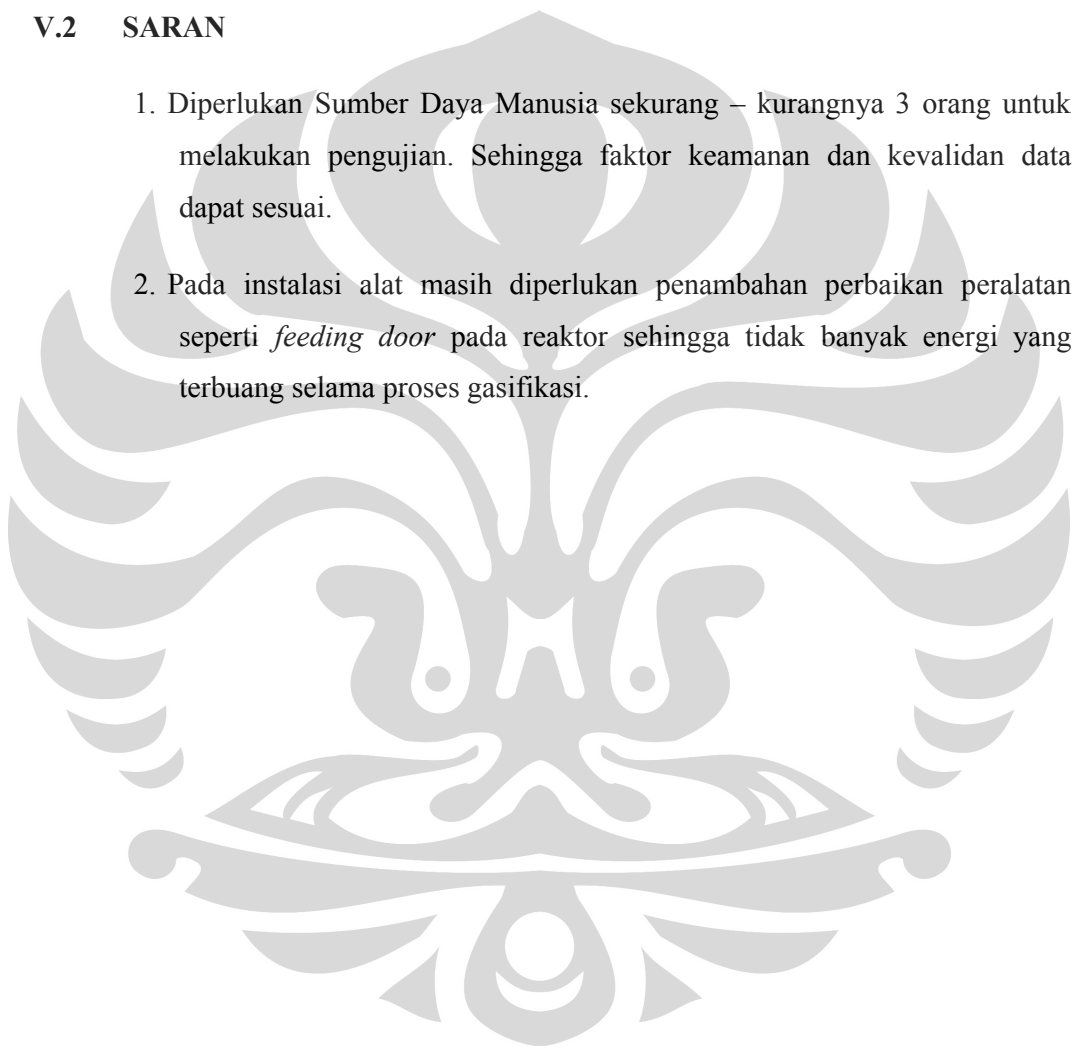 V.2 SARAN
1. Diperlukan Sumber Daya Manusia sekurang – kurangnya 3 orang untuk
melakukan pengujian. Sehingga faktor keamanan dan kevalidan data
dapat sesuai.
2. Pada instalasi alat masih diperlukan penambahan perbaikan peralatan
seperti feeding door pada reaktor sehingga tidak banyak energi yang
terbuang selama proses gasifikasi.